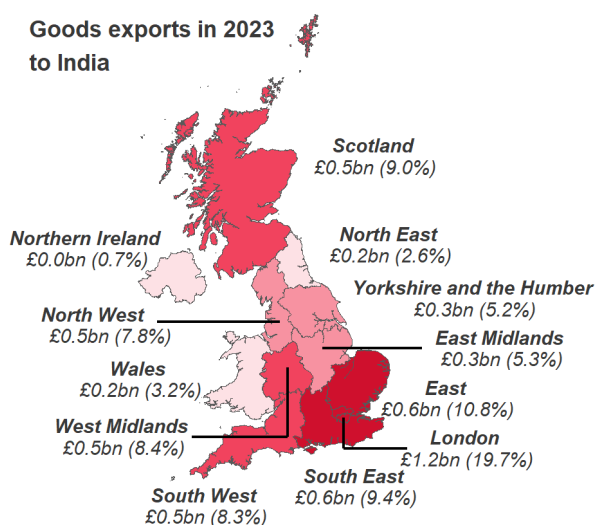 Goods exports in 2023
to India
Scotland
£0.5bn (9.0%)
Northern Ireland
£0.0bn (0.7%)
North East
£0.2bn (2.6%)
Yorkshire and the Humber
£0.3bn (5.2%)
North West
£0.5bn (7.8%)
East Midlands
£0.3bn (5.3%)
Wales
£0.2bn (3.2%)
East
£0.6bn (10.8%)
West Midlands
£0.5bn (8.4%)
London
£1.2bn (19.7%)
South East
£0.6bn (9.4%)
South West
£0.5bn (8.3%)